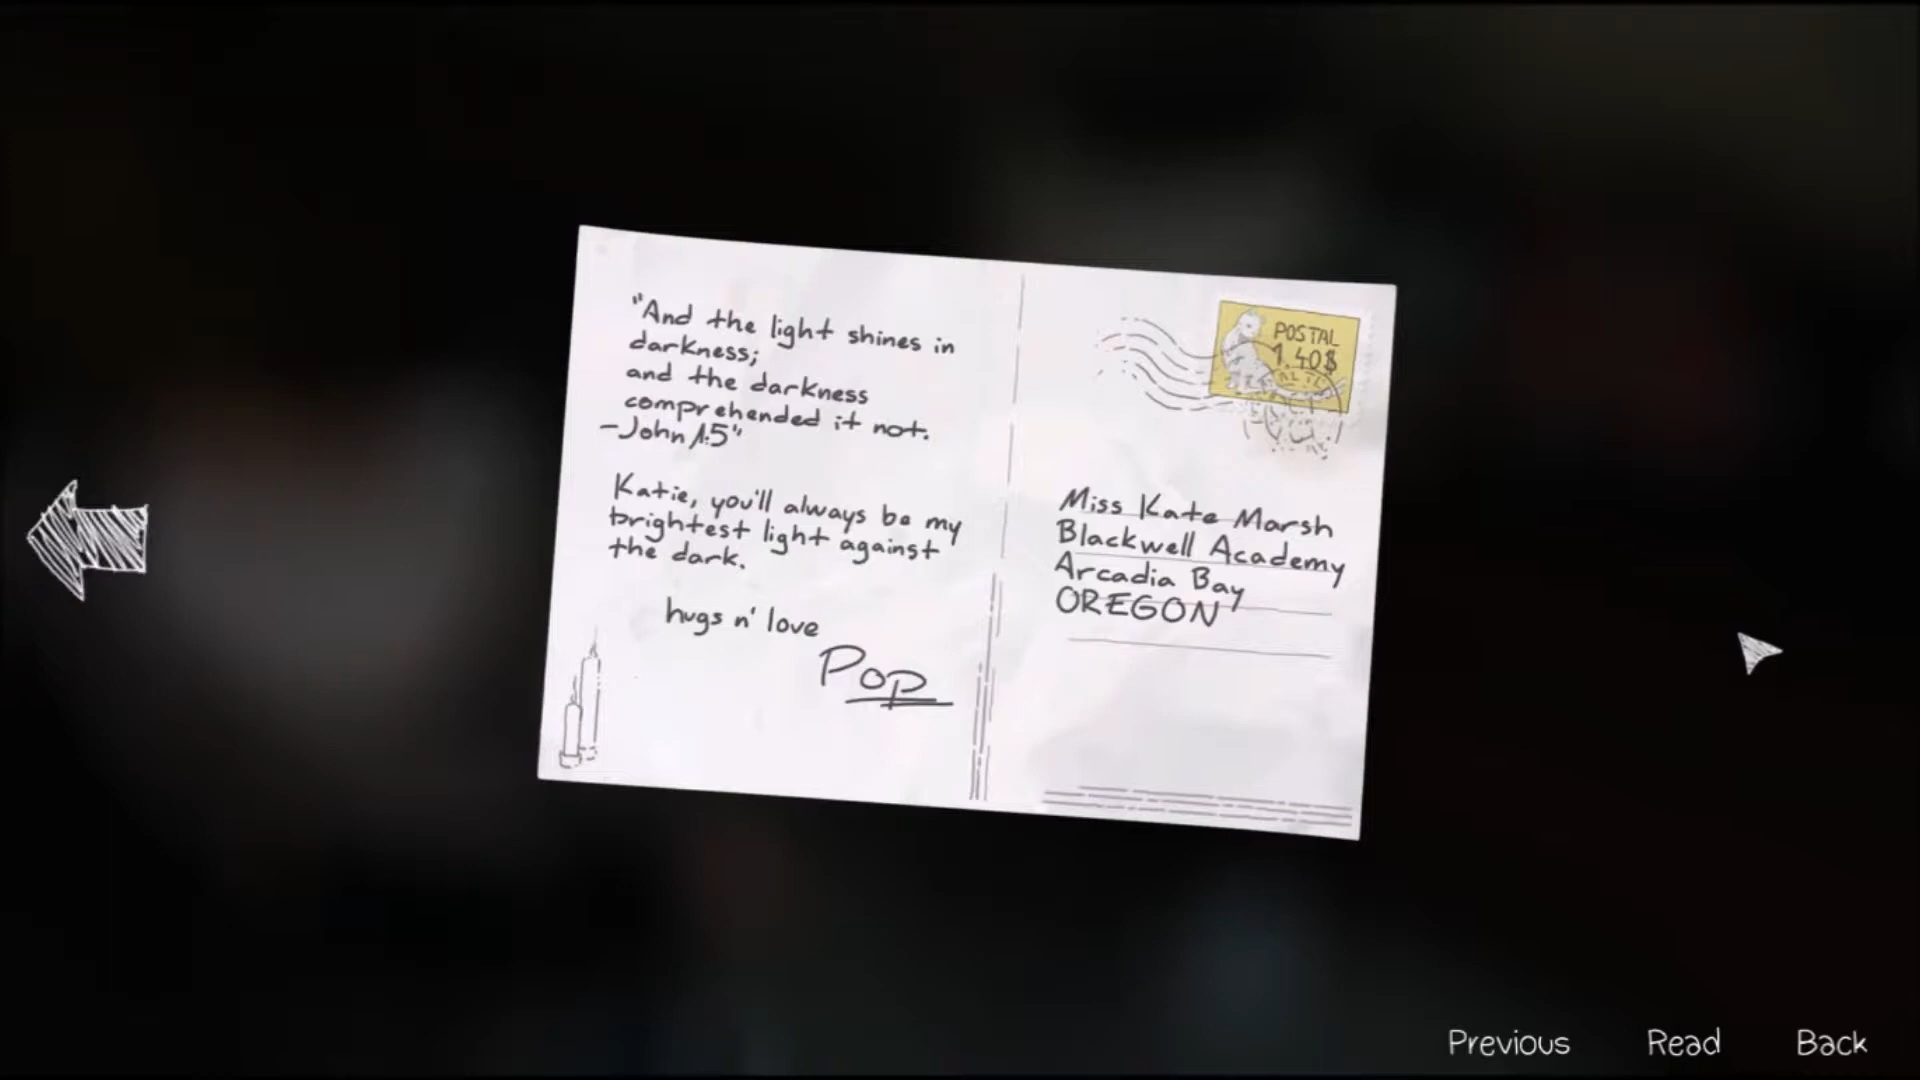 "And the light shines in
darkness;
and the darkness
comprehended it not.
-John 1:5"
Katie, you'll always be my
brightest light against
the dark.
hugs n' love
Pop
POSTAL
1.40$
Miss Kate Marsh
Blackwell Academy
Arcadia Bay
OREGON
Previous
Read
Back